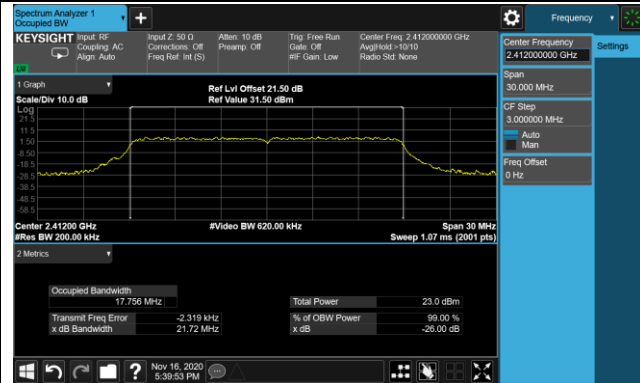 Spectrum Analyzer 1
Occupied BW
Frequency
KEYSIGHT
Input: RF
Coupling: AC
Align: Auto
Input Z: 50 Ω
Corrections: Off
Freq Ref: Int (S)
Atten: 10 dB
Preamp: Off
Trig: Free Run
Gate: Off
#IF Gain: Low
Center Freq: 2.412000000 GHz
Avg|Hold:>10/10
Radio Std: None
Center Frequency
2.412000000 GHz
Settings
Span
30.000 MHz
CF Step
3.000000 MHz
Auto
Man
Freq Offset
0 Hz
1 Graph
Scale/Div 10.0 dB
Ref Lvl Offset 21.50 dB
Ref Value 31.50 dBm
Log
21.5
11.5
1.50
-8.50
-18.5
-28.5
-38.5
-48.5
-58.5
Center 2.41200 GHz
#Video BW 620.00 kHz
Span 30 MHz
#Res BW 200.00 kHz
Sweep 1.07 ms (2001 pts)
2 Metrics
Occupied Bandwidth
17.756 MHz
Total Power
23.0 dBm
Transmit Freq Error
-2.319 kHz
% of OBW Power
99.00 %
x dB Bandwidth
21.72 MHz
x dB
-26.00 dB
?
Nov 16, 2020
5:39:53 PM